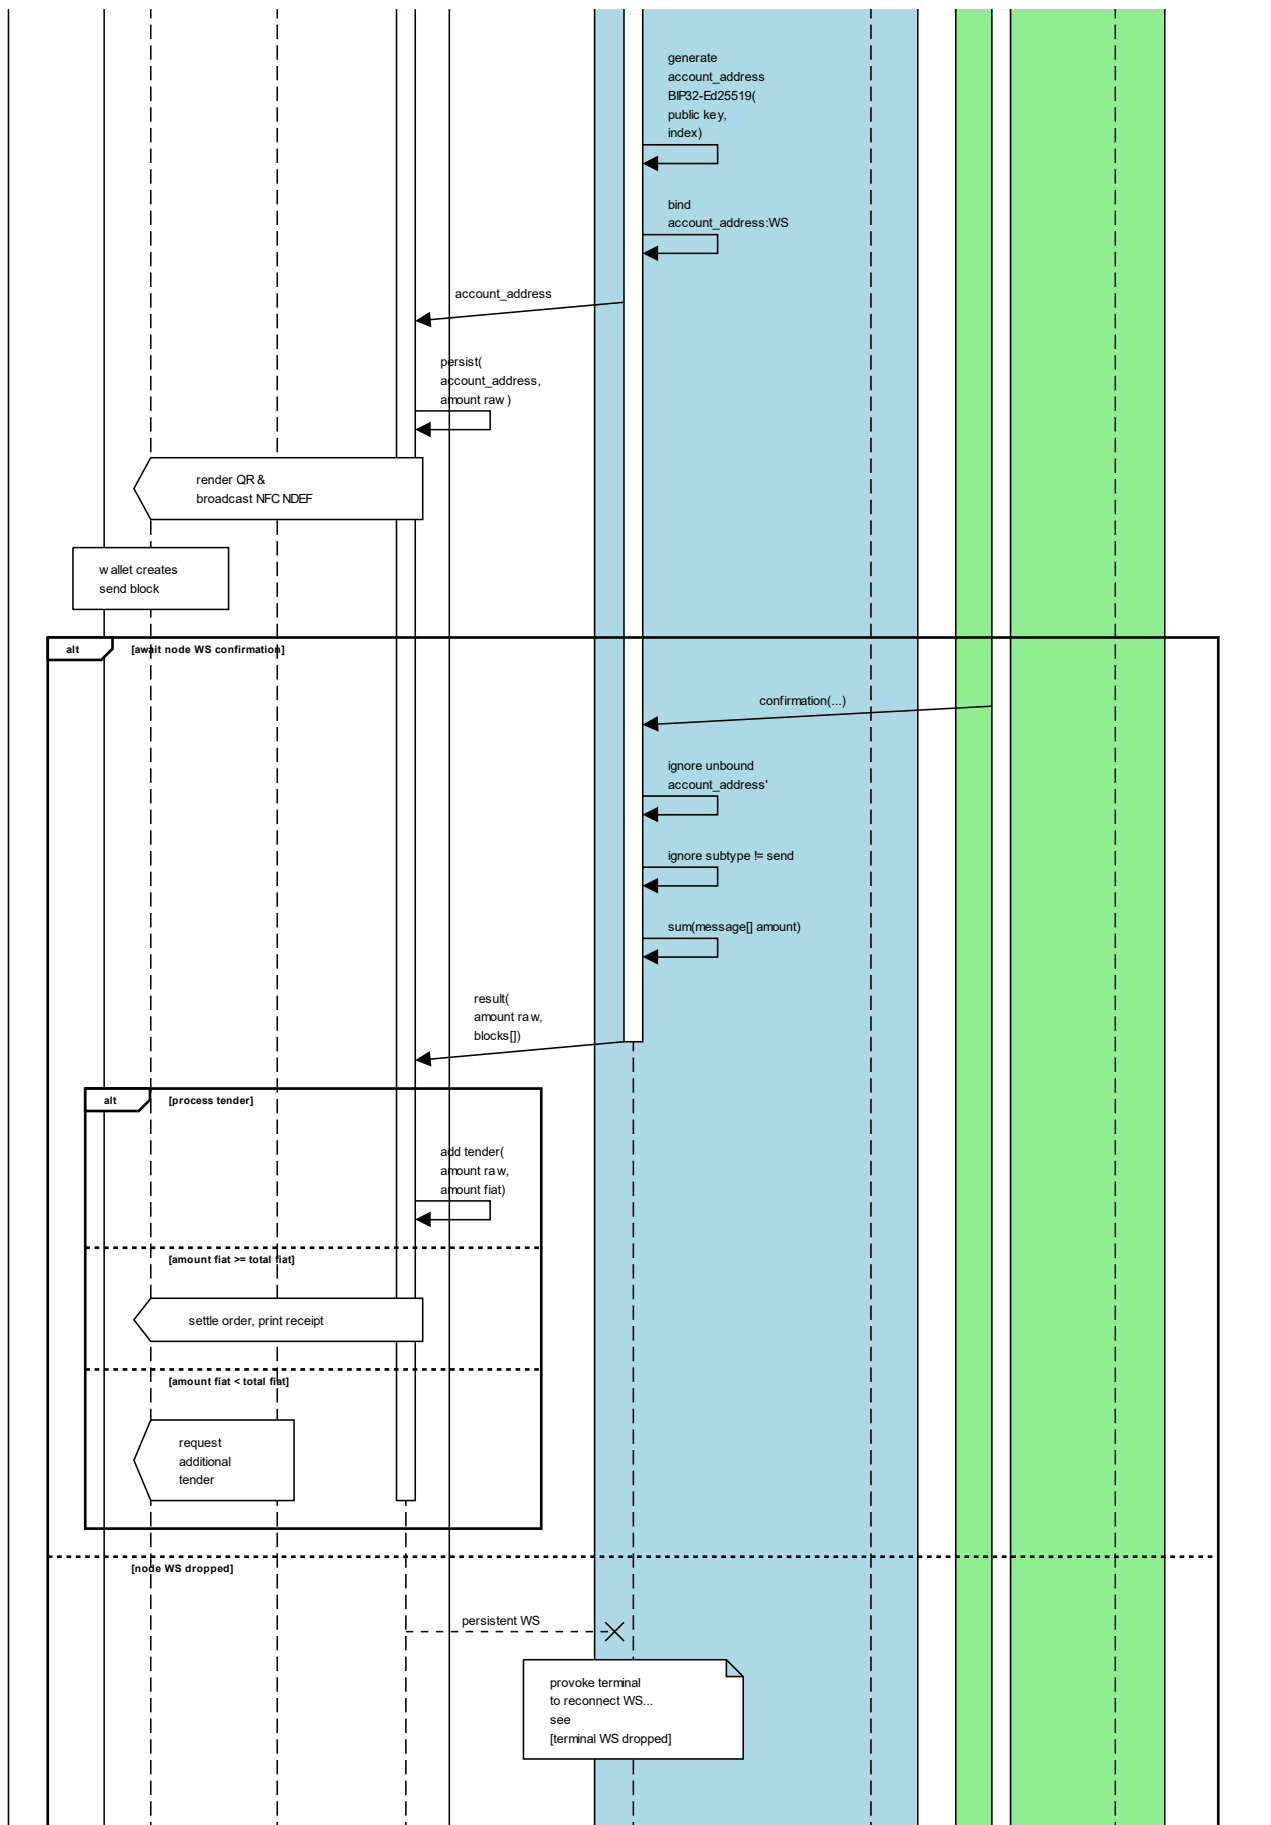 generate
account_address
BIP32-Ed25519(
public key,
index)
bind
account_address:WS
account_address
persist(
account_address,
amount raw)
render QR &
broadcast NFC NDEF
wallet creates
send block
alt [await node WS confirmation]
confirmation(...)
ignore unbound
account_address'
ignore subtype != send
sum(message[] amount)
result(
amount raw,
blocks[])
alt [process tender]
add tender(
amount raw,
amount fiat)
[amount fiat >= total fiat]
settle order, print receipt
[amount fiat < total fiat]
request
additional
tender
[node WS dropped]
persistent WS
provoke terminal
to reconnect WS...
see
[terminal WS dropped]